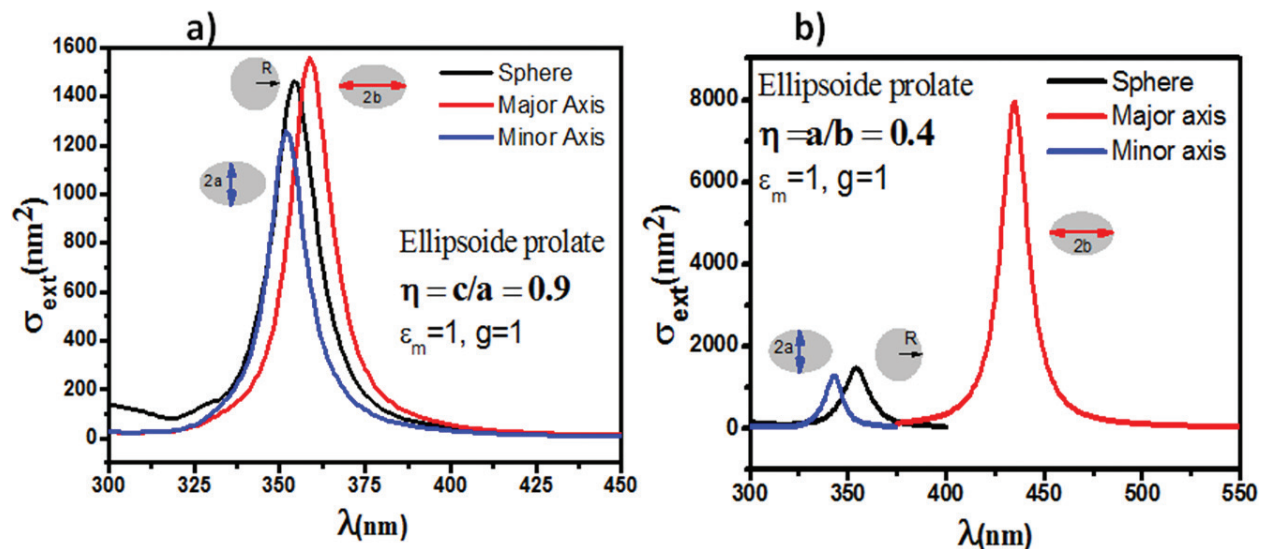 a)
σext(nm²)
1600
1400
1200
1000
800
600
400
200
0
R
2b
2a
Sphere
Major Axis
Minor Axis
Ellipsoide prolate
η = c/a = 0.9
εm=1, g=1
300 325 350 375 400 425 450
λ(nm)
b)
σext(nm²)
8000
6000
4000
2000
0
Ellipsoide prolate
η =a/b = 0.4
εm=1, g=1
Sphere
Major axis
Minor axis
2b
2a
R
300 350 400 450 500 550
λ(nm)